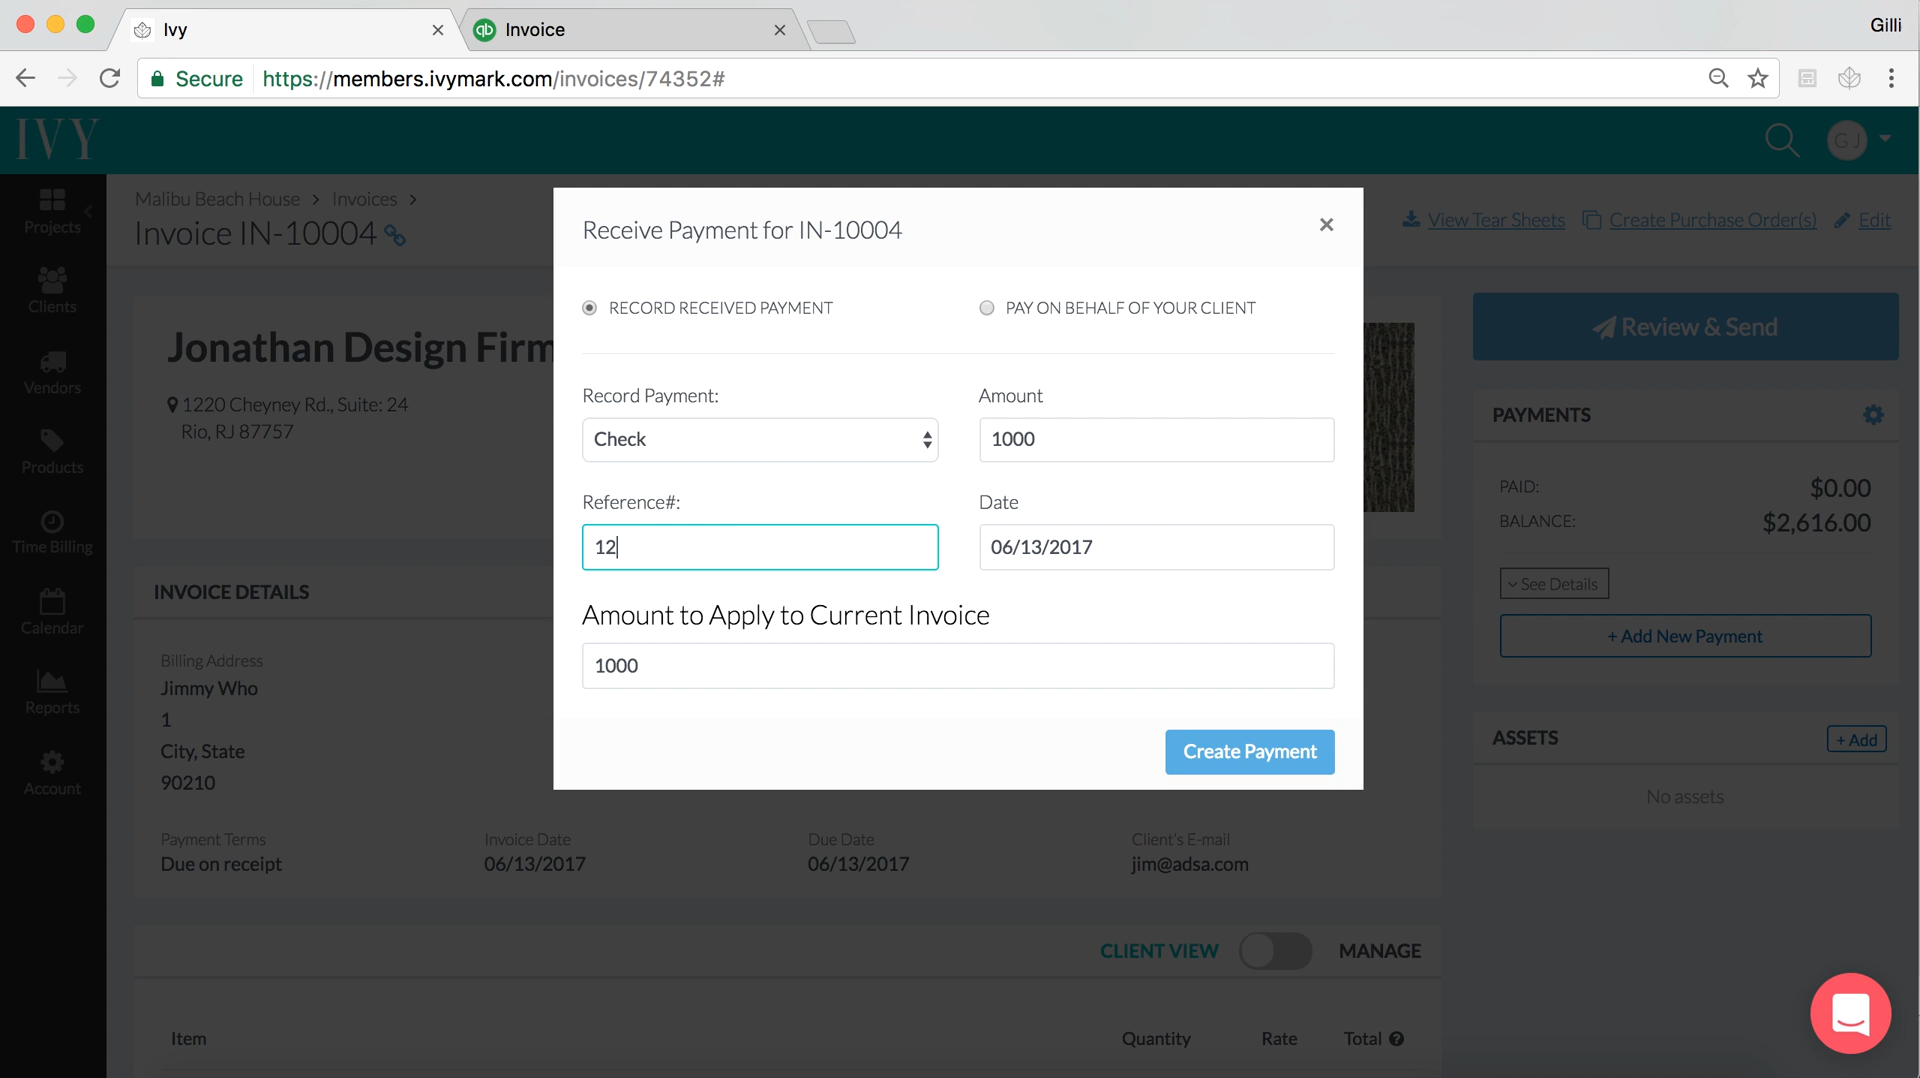 Ivy
Invoice
Gilli
Secure https://members.ivymark.com/invoices/74352#
IVY
GJ
Projects
Clients
Vendors
Products
Time Billing
Calendar
Reports
Account
Malibu Beach House > Invoices >
Invoice IN-10004
View Tear Sheets Create Purchase Order(s) Edit
Jonathan Design Firm
1220 Cheyney Rd., Suite: 24
Rio, RJ 87757
Receive Payment for IN-10004 ×
RECORD RECEIVED PAYMENT PAY ON BEHALF OF YOUR CLIENT
Record Payment: Amount
Check 1000
Reference#: Date
12 06/13/2017
Amount to Apply to Current Invoice
1000
Create Payment
Review & Send
PAYMENTS
PAID: $0.00
BALANCE: $2,616.00
See Details
+ Add New Payment
ASSETS + Add
No assets
INVOICE DETAILS
Billing Address
Jimmy Who
1
City, State
90210
Payment Terms Invoice Date Due Date Client's E-mail
Due on receipt 06/13/2017 06/13/2017 jim@adsa.com
CLIENT VIEW MANAGE
Item Quantity Rate Total ?